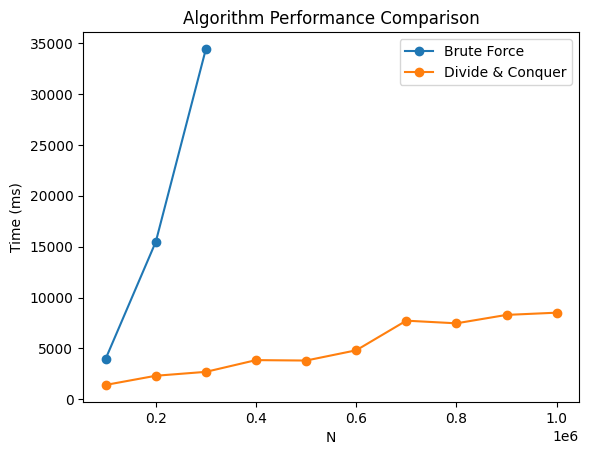 Algorithm Performance Comparison
Brute Force
Divide & Conquer
Time (ms)
35000
30000
25000
20000
15000
10000
5000
0
0.2 0.4 0.6 0.8 1.0
1e6
N